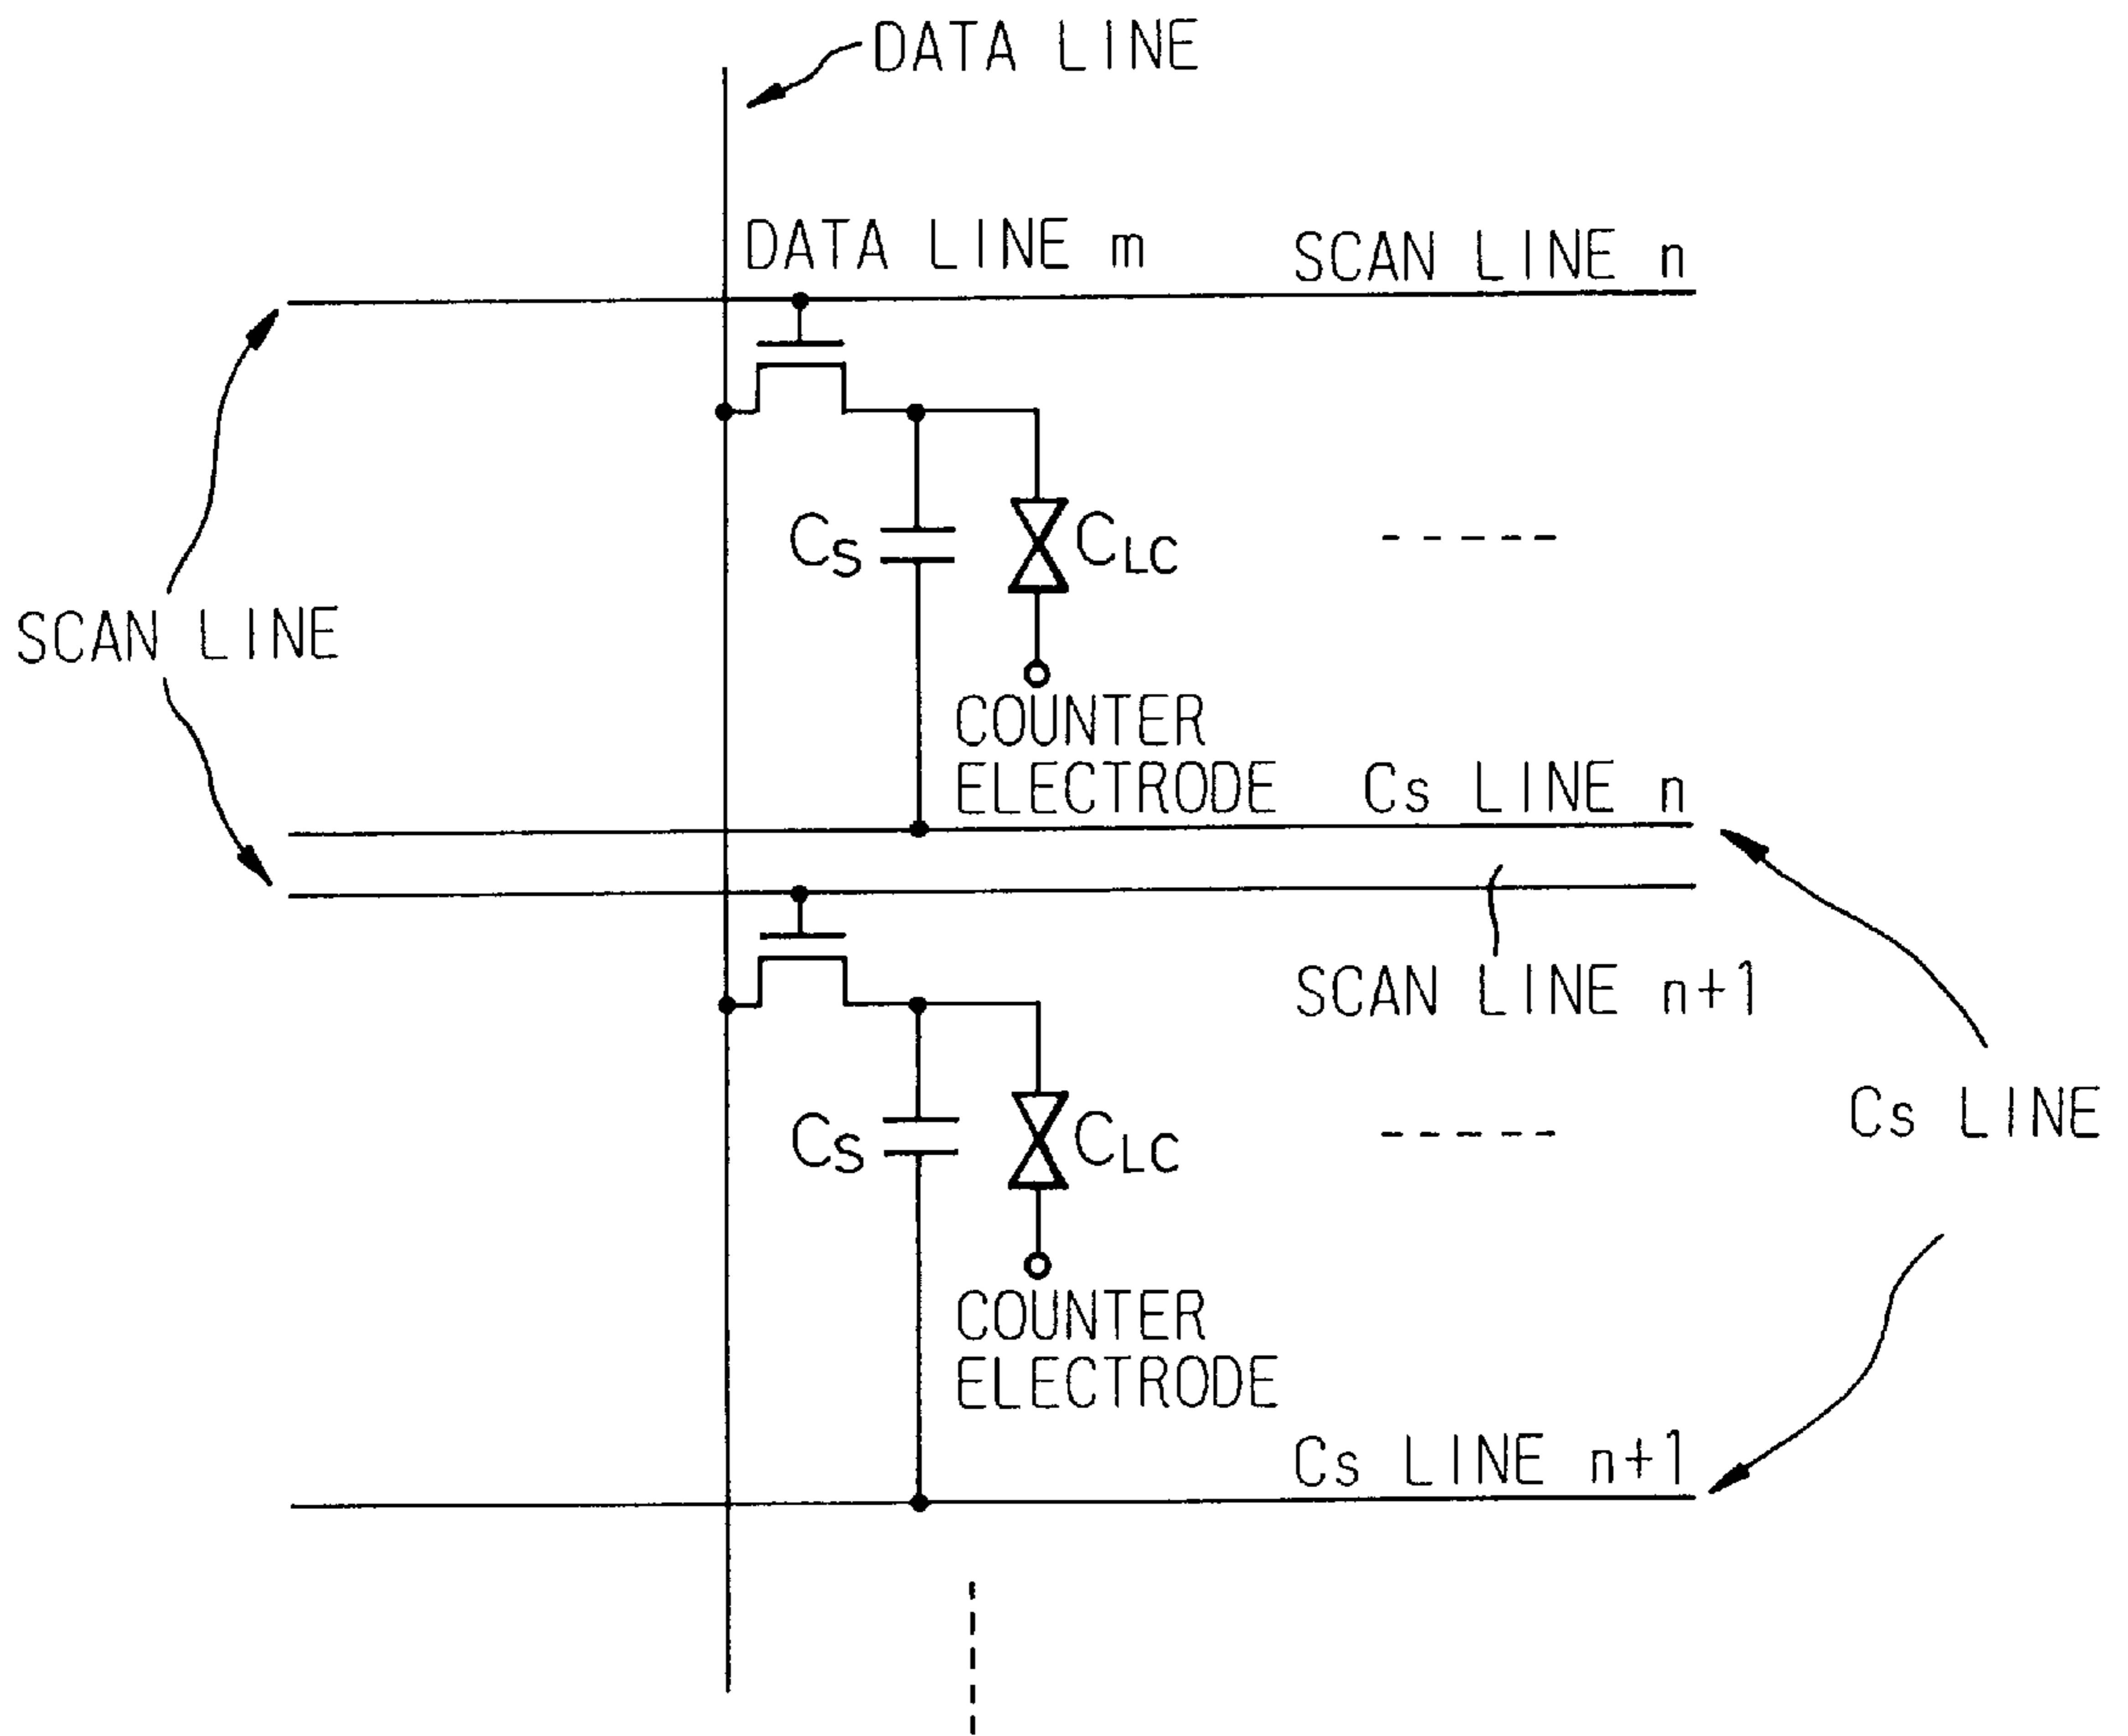 DATA LINE
DATA LINE m
SCAN LINE n
Cs
CLC
SCAN LINE
COUNTER
ELECTRODE
Cs LINE n
SCAN LINE n+1
Cs
CLC
Cs LINE
COUNTER
ELECTRODE
Cs LINE n+1